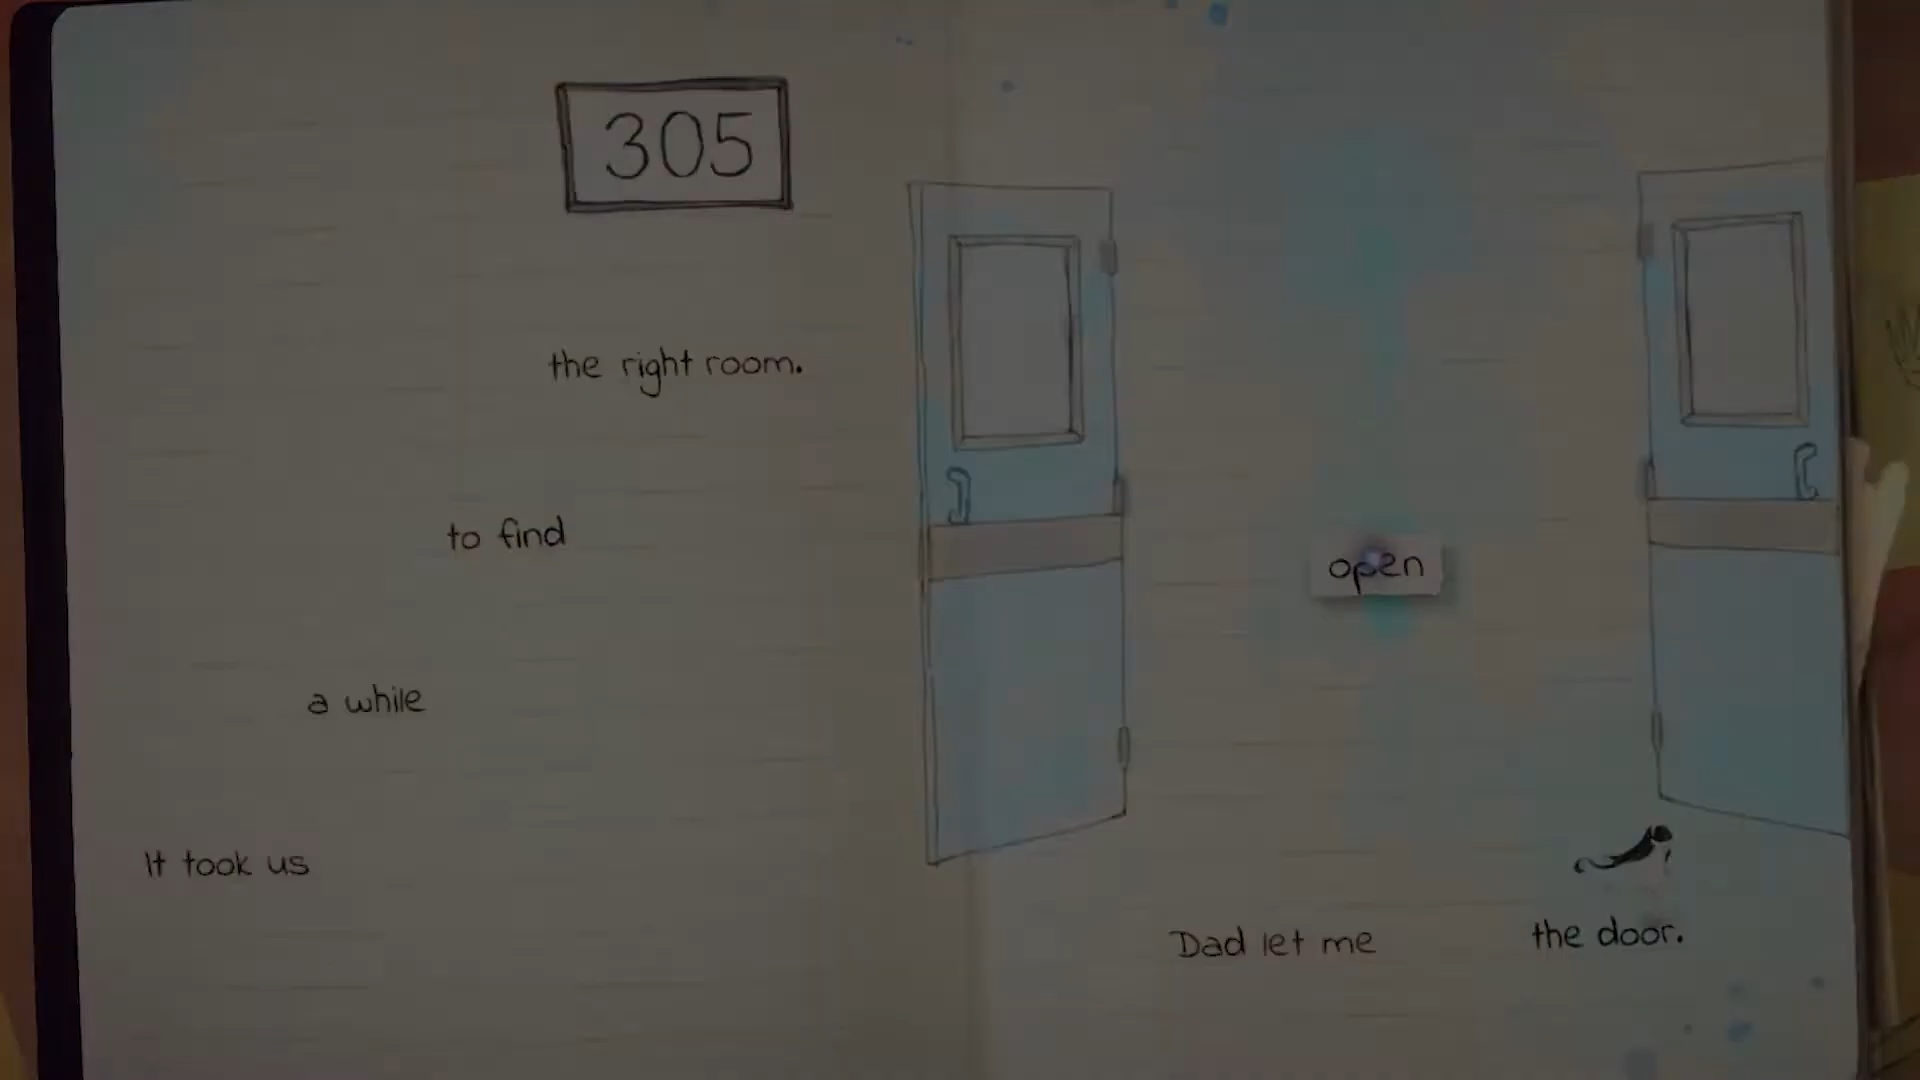 305
It took us
a while
to find
the right room.
Dad let me
open
the door.